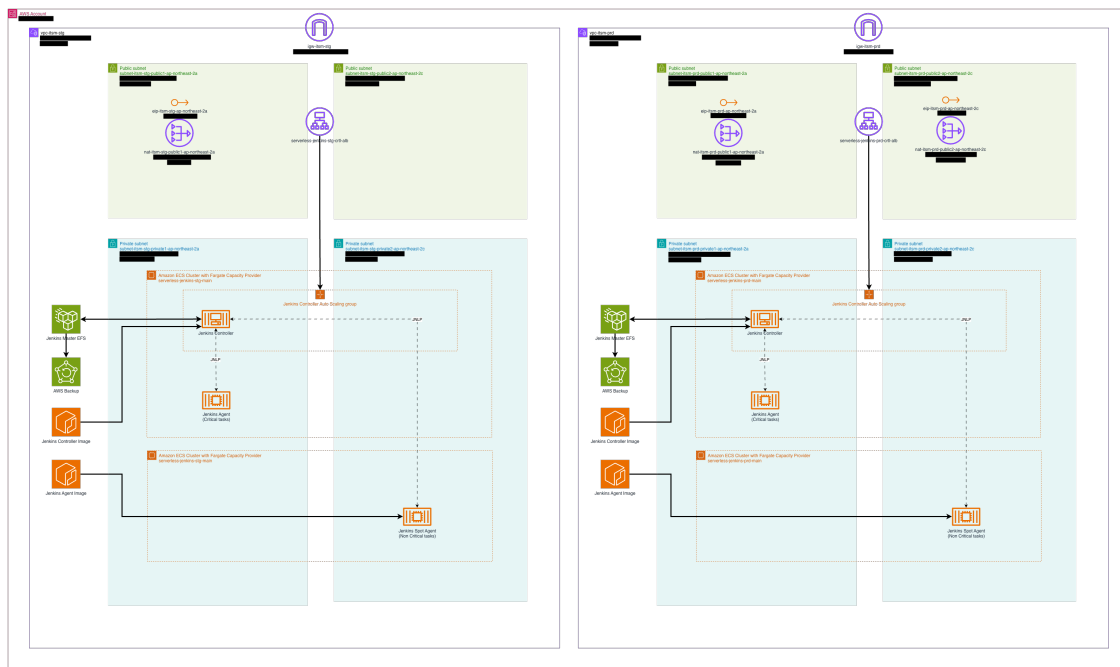 AWS Account
vpc-itsm-stg
igw-itsm-stg
Public subnet
subnet-itsm-stg-public1-ap-northeast-2a
Public subnet
subnet-itsm-stg-public2-ap-northeast-2c
eip-itsm-stg-ap-northeast-2a
nat-itsm-stg-public1-ap-northeast-2a
serverless-jenkins-stg-crtl-alb
Private subnet
subnet-itsm-stg-private1-ap-northeast-2a
Private subnet
subnet-itsm-stg-private2-ap-northeast-2c
Amazon ECS Cluster with Fargate Capacity Provider
serverless-jenkins-stg-main
Jenkins Controller Auto Scaling group
Jenkins Controller
JNLP
JNLP
Jenkins Master EFS
AWS Backup
Jenkins Agent
(Critical tasks)
Jenkins Controller Image
Amazon ECS Cluster with Fargate Capacity Provider
serverless-jenkins-stg-main
Jenkins Agent Image
Jenkins Spot Agent
(Non Critical tasks)
vpc-itsm-prd
igw-itsm-prd
Public subnet
subnet-itsm-prd-public1-ap-northeast-2a
Public subnet
subnet-itsm-prd-public2-ap-northeast-2c
eip-itsm-prd-ap-northeast-2a
nat-itsm-prd-public1-ap-northeast-2a
eip-itsm-prd-ap-northeast-2c
nat-itsm-prd-public2-ap-northeast-2c
serverless-jenkins-prd-crtl-alb
Private subnet
subnet-itsm-prd-private1-ap-northeast-2a
Private subnet
subnet-itsm-prd-private2-ap-northeast-2c
Amazon ECS Cluster with Fargate Capacity Provider
serverless-jenkins-prd-main
Jenkins Controller Auto Scaling group
Jenkins Controller
JNLP
JNLP
Jenkins Master EFS
AWS Backup
Jenkins Agent
(Critical tasks)
Jenkins Controller Image
Amazon ECS Cluster with Fargate Capacity Provider
serverless-jenkins-prd-main
Jenkins Agent Image
Jenkins Spot Agent
(Non Critical tasks)